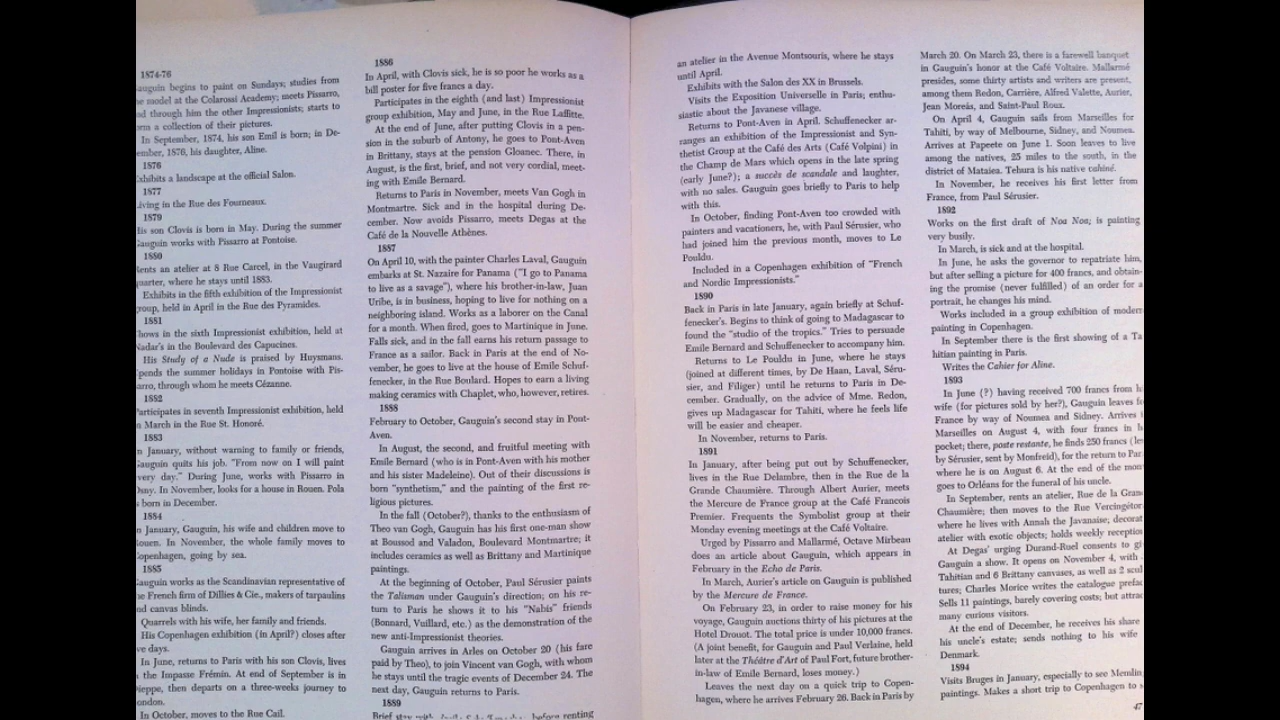 1874-76
auguin begins to paint on Sundays; studies from
he model at the Colarossi Academy; meets Pissarro,
nd through him the other Impressionists; starts to
orm a collection of their pictures.
In September, 1874, his son Emil is born; in De-
ember, 1876, his daughter, Aline.
1876
Exhibits a landscape at the official Salon.
1877
Living in the Rue des Fourneaux.
1879
His son Clovis is born in May. During the summer
Gauguin works with Pissarro at Pontoise.
1880
Rents an atelier at 8 Rue Carcel, in the Vaugirard
quarter, where he stays until 1883.
Exhibits in the fifth exhibition of the Impressionist
group, held in April in the Rue des Pyramides.
1881
Shows in the sixth Impressionist exhibition, held at
Nadar's in the Boulevard des Capucines.
His Study of a Nude is praised by Huysmans.
pends the summer holidays in Pontoise with Pis-
arro, through whom he meets Cézanne.
1882
Participates in seventh Impressionist exhibition, held
n March in the Rue St. Honoré.
1883
n January, without warning to family or friends,
Gauguin quits his job. "From now on I will paint
very day." During June, works with Pissarro in
Osny. In November, looks for a house in Rouen. Pola
s born in December.
1884
n January, Gauguin, his wife and children move to
ouen. In November, the whole family moves to
openhagen, going by sea.
1885
auguin works as the Scandinavian representative of
he French firm of Dillies & Cie., makers of tarpaulins
nd canvas blinds.
Quarrels with his wife, her family and friends.
His Copenhagen exhibition (in April?) closes after
ve days.
In June, returns to Paris with his son Clovis, lives
the Impasse Frémin. At end of September is in
ieppe, then departs on a three-weeks journey to
ondon.
In October, moves to the Rue Cail.
1886
In April, with Clovis sick, he is so poor he works as a
bill poster for five francs a day.
Participates in the eighth (and last) Impressionist
group exhibition, May and June, in the Rue Laffitte.
At the end of June, after putting Clovis in a pen-
sion in the suburb of Antony, he goes to Pont-Aven
in Brittany, stays at the pension Gloanec. There, in
August, is the first, brief, and not very cordial, meet-
ing with Emile Bernard.
Returns to Paris in November, meets Van Gogh in
Montmartre. Sick and in the hospital during De-
cember. Now avoids Pissarro, meets Degas at the
Café de la Nouvelle Athènes.
1887
On April 10, with the painter Charles Laval, Gauguin
embarks at St. Nazaire for Panama ("I go to Panama
to live as a savage"), where his brother-in-law, Juan
Uribe, is in business, hoping to live for nothing on a
neighboring island. Works as a laborer on the Canal
for a month. When fired, goes to Martinique in June.
Falls sick, and in the fall earns his return passage to
France as a sailor. Back in Paris at the end of No-
vember, he goes to live at the house of Emile Schuf-
fenecker, in the Rue Boulard. Hopes to earn a living
making ceramics with Chaplet, who, however, retires.
1888
February to October, Gauguin's second stay in Pont-
Aven.
In August, the second, and fruitful meeting with
Emile Bernard (who is in Pont-Aven with his mother
and his sister Madeleine). Out of their discussions is
born "synthetism," and the painting of the first re-
ligious pictures.
In the fall (October?), thanks to the enthusiasm of
Theo van Gogh, Gauguin has his first one-man show
at Boussod and Valadon, Boulevard Montmartre; it
includes ceramics as well as Brittany and Martinique
paintings.
At the beginning of October, Paul Sérusier paints
the Talisman under Gauguin's direction; on his re-
turn to Paris he shows it to his "Nabis" friends
(Bonnard, Vuillard, etc.) as the demonstration of the
new anti-Impressionist theories.
Gauguin arrives in Arles on October 20 (his fare
paid by Theo), to join Vincent van Gogh, with whom
he stays until the tragic events of December 24. The
next day, Gauguin returns to Paris.
1889
Brief stay with before renting
an atelier in the Avenue Montsouris, where he stays
until April.
Exhibits with the Salon des XX in Brussels.
Visits the Exposition Universelle in Paris; enthu-
siastic about the Javanese village.
Returns to Pont-Aven in April. Schuffenecker ar-
ranges an exhibition of the Impressionist and Syn-
thetist Group at the Café des Arts (Café Volpini) in
the Champ de Mars which opens in the late spring
(early June?); a succès de scandale and laughter,
with no sales. Gauguin goes briefly to Paris to help
with this.
In October, finding Pont-Aven too crowded with
painters and vacationers, he, with Paul Sérusier, who
had joined him the previous month, moves to Le
Pouldu.
Included in a Copenhagen exhibition of "French
and Nordic Impressionists."
1890
Back in Paris in late January, again briefly at Schuf-
fenecker's. Begins to think of going to Madagascar to
found the "studio of the tropics." Tries to persuade
Emile Bernard and Schuffenecker to accompany him.
Returns to Le Pouldu in June, where he stays
(joined at different times, by De Haan, Laval, Séru-
sier, and Filiger) until he returns to Paris in De-
cember. Gradually, on the advice of Mme. Redon,
gives up Madagascar for Tahiti, where he feels life
will be easier and cheaper.
In November, returns to Paris.
1891
In January, after being put out by Schuffenecker,
lives in the Rue Delambre, then in the Rue de la
Grande Chaumière. Through Albert Aurier, meets
the Mercure de France group at the Café Francois
Premier. Frequents the Symbolist group at their
Monday evening meetings at the Café Voltaire.
Urged by Pissarro and Mallarmé, Octave Mirbeau
does an article about Gauguin, which appears in
February in the Echo de Paris.
In March, Aurier's article on Gauguin is published
by the Mercure de France.
On February 23, in order to raise money for his
voyage, Gauguin auctions thirty of his pictures at the
Hotel Drouot. The total price is under 10,000 francs.
(A joint benefit, for Gauguin and Paul Verlaine, held
later at the Théâtre d'Art of Paul Fort, future brother-
in-law of Emile Bernard, loses money.)
Leaves the next day on a quick trip to Copen-
hagen, where he arrives February 26. Back in Paris by
March 20. On March 23, there is a farewell banquet
in Gauguin's honor at the Café Voltaire. Mallarmé
presides, some thirty artists and writers are present,
among them Redon, Carrière, Alfred Valette, Aurier,
Jean Moreás, and Saint-Paul Roux.
On April 4, Gauguin sails from Marseilles for
Tahiti, by way of Melbourne, Sidney, and Noumea.
Arrives at Papeete on June 1. Soon leaves to live
among the natives, 25 miles to the south, in the
district of Mataiea. Tehura is his native vahiné.
In November, he receives his first letter from
France, from Paul Sérusier.
1892
Works on the first draft of Noa Noa; is painting
very busily.
In March, is sick and at the hospital.
In June, he asks the governor to repatriate him,
but after selling a picture for 400 francs, and obtain-
ing the promise (never fulfilled) of an order for a
portrait, he changes his mind.
Works included in a group exhibition of modern
painting in Copenhagen.
In September there is the first showing of a Ta
hitian painting in Paris.
Writes the Cahier for Aline.
1893
In June (?) having received 700 francs from h
wife (for pictures sold by her?), Gauguin leaves f
France by way of Noumea and Sidney. Arrives i
Marseilles on August 4, with four francs in h
pocket; there, poste restante, he finds 250 francs (le
by Sérusier, sent by Monfreid), for the return to Par
where he is on August 6. At the end of the mon
goes to Orléans for the funeral of his uncle.
In September, rents an atelier, Rue de la Gran
Chaumière; then moves to the Rue Vercingétor
where he lives with Annah the Javanaise; decorat
atelier with exotic objects; holds weekly reception
At Degas' urging Durand-Ruel consents to gi
Gauguin a show. It opens on November 4, with
Tahitian and 6 Brittany canvases, as well as 2 scul
tures; Charles Morice writes the catalogue prefac
Sells 11 paintings, barely covering costs; but attrac
many curious visitors.
At the end of December, he receives his share
his uncle's estate; sends nothing to his wife
Denmark.
1894
Visits Bruges in January, especially to see Memlin
paintings. Makes a short trip to Copenhagen to s
47